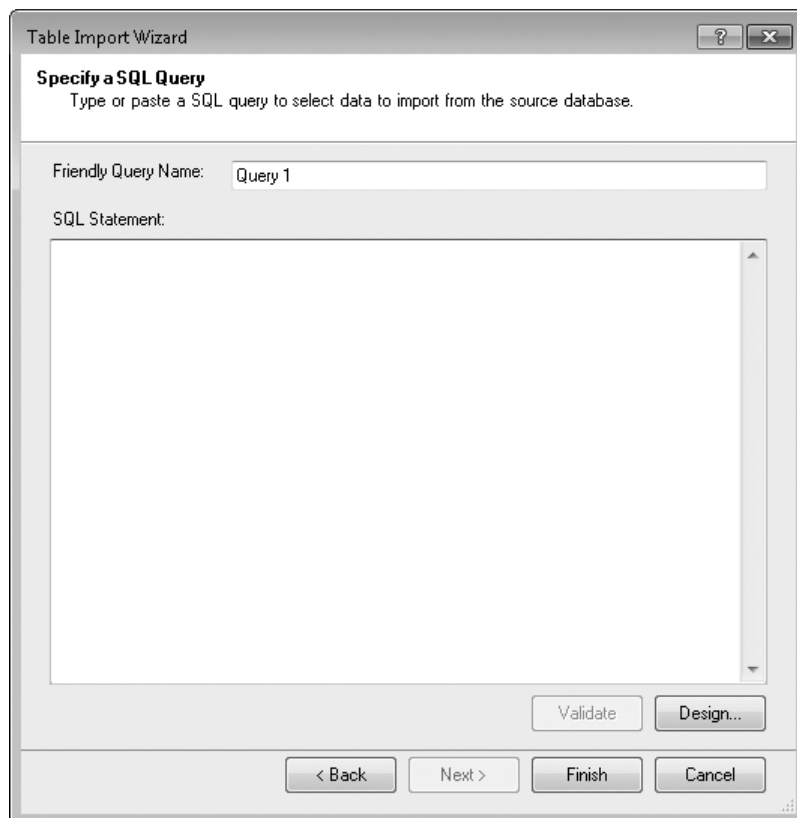 Table Import Wizard
?
Specify a SQL Query
Type or paste a SQL query to select data to import from the source database.
Friendly Query Name: Query 1
SQL Statement:
Validate Design...
< Back Next > Finish Cancel